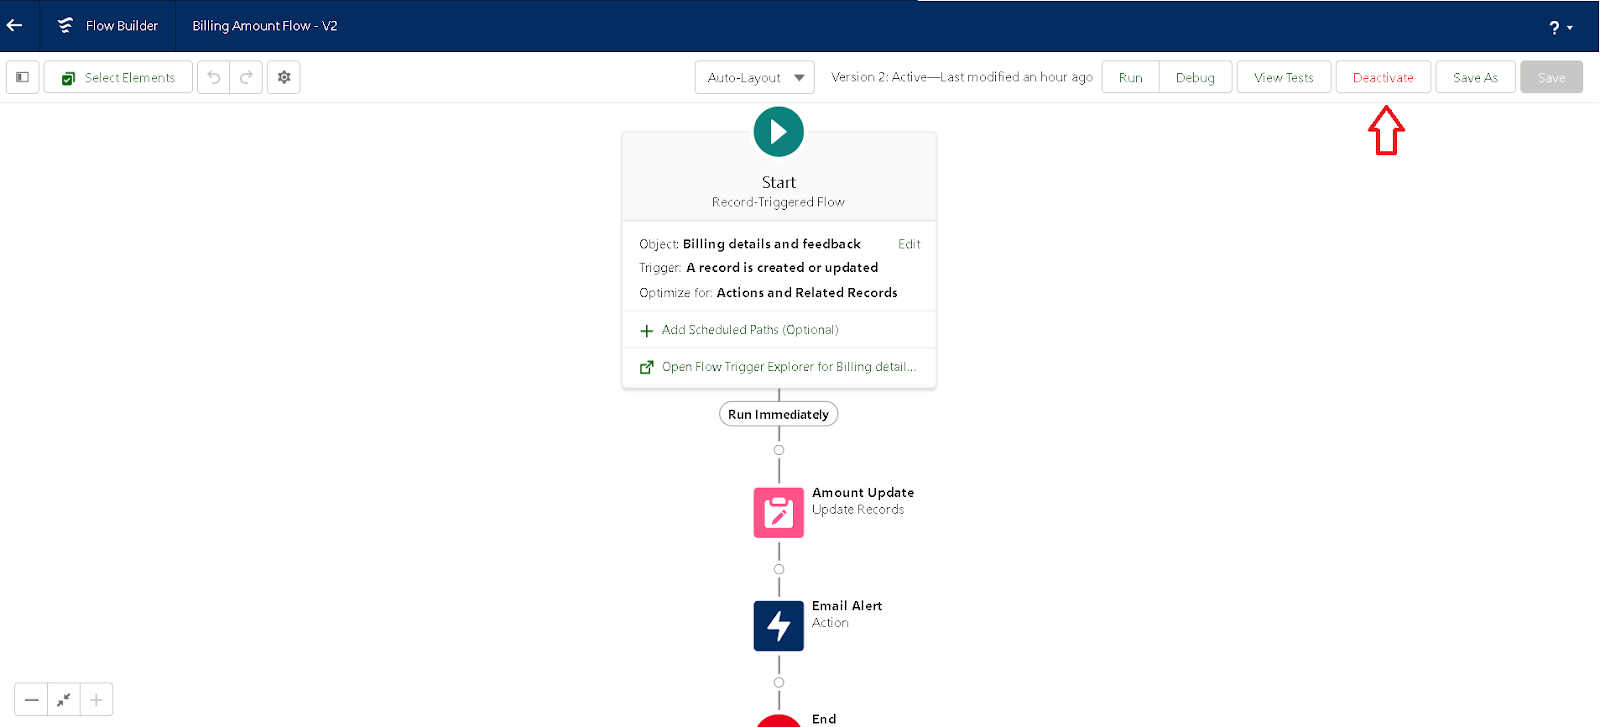 Flow Builder
Billing Amount Flow - V2
?
Select Elements
Auto-Layout
Version 2: Active—Last modified an hour ago
Run
Debug
View Tests
Deactivate
Save As
Save
Start
Record-Triggered Flow
Object: Billing details and feedback
Edit
Trigger: A record is created or updated
Optimize for: Actions and Related Records
Add Scheduled Paths (Optional)
Open Flow Trigger Explorer for Billing detail...
Run Immediately
Amount Update
Update Records
Email Alert
Action
End